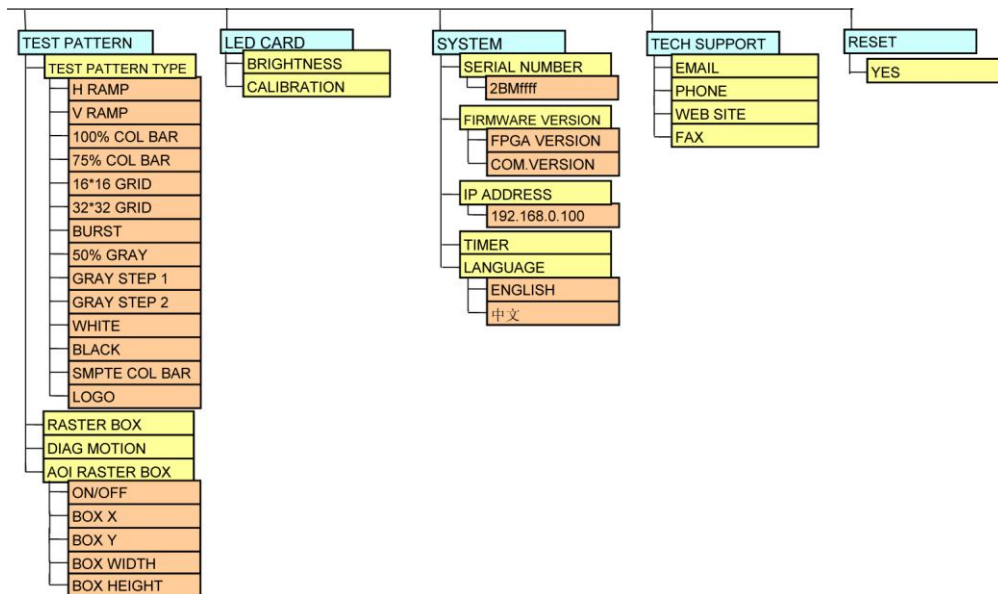 TEST PATTERN
TEST PATTERN TYPE
H RAMP
V RAMP
100% COL BAR
75% COL BAR
16*16 GRID
32*32 GRID
BURST
50% GRAY
GRAY STEP 1
GRAY STEP 2
WHITE
BLACK
SMPTE COL BAR
LOGO
RASTER BOX
DIAG MOTION
AOI RASTER BOX
ON/OFF
BOX X
BOX Y
BOX WIDTH
BOX HEIGHT
LED CARD
BRIGHTNESS
CALIBRATION
SYSTEM
SERIAL NUMBER
2BMffff
FIRMWARE VERSION
FPGA VERSION
COM.VERSION
IP ADDRESS
192.168.0.100
TIMER
LANGUAGE
ENGLISH
中文
TECH SUPPORT
EMAIL
PHONE
WEB SITE
FAX
RESET
YES